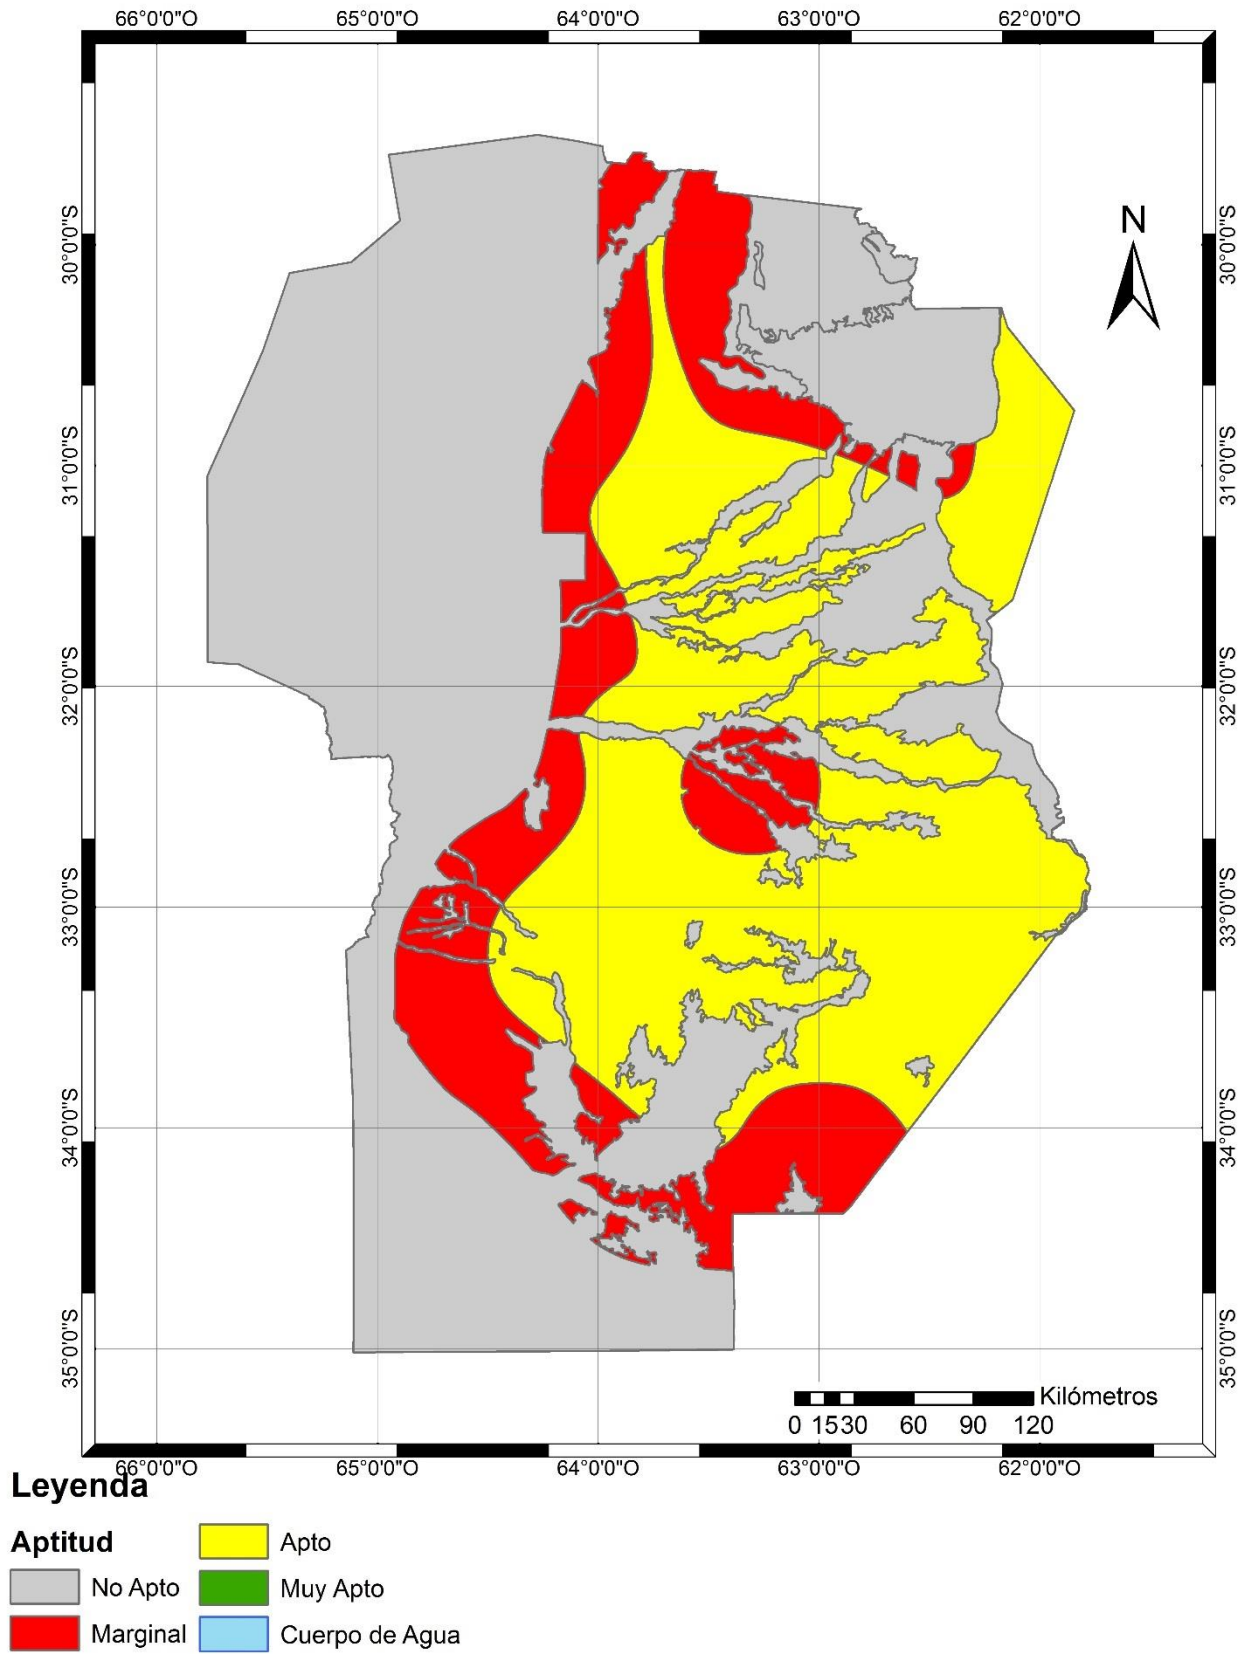 65°0'0"O 64°0'0"O 63°0'0"O 62°0'0"O
N
30°0'0"S 30°0'0"S
31°0'0"S 31°0'0"S
32°0'0"S 32°0'0"S
33°0'0"S 33°0'0"S
34°0'0"S 34°0'0"S
35°0'0"S 35°0'0"S
Kilómetros
0 15 30 60 90 120
66°0'0"O 65°0'0"O 64°0'0"O 63°0'0"O 62°0'0"O
Leyenda
Aptitud
No Apto
Marginal
Apto
Muy Apto
Cuerpo de Agua